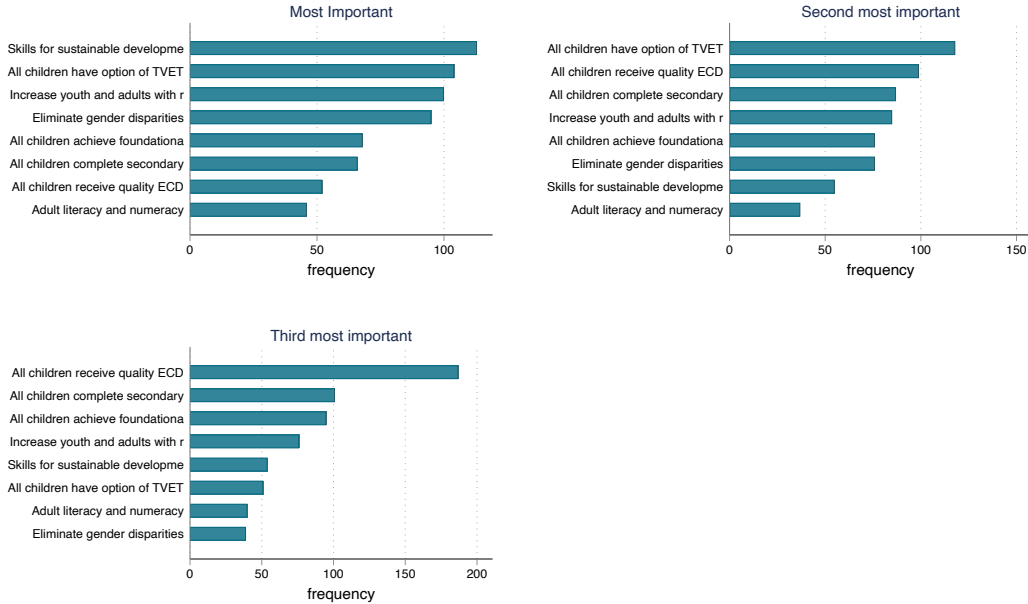 Most Important
Skills for sustainable developme
All children have option of TVET
Increase youth and adults with r
Eliminate gender disparities
All children achieve foundationa
All children complete secondary
All children receive quality ECD
Adult literacy and numeracy
0 50 100
frequency
Second most important
All children have option of TVET
All children receive quality ECD
All children complete secondary
Increase youth and adults with r
All children achieve foundationa
Eliminate gender disparities
Skills for sustainable developme
Adult literacy and numeracy
0 50 100 150
frequency
Third most important
All children receive quality ECD
All children complete secondary
All children achieve foundationa
Increase youth and adults with r
Skills for sustainable developme
All children have option of TVET
Adult literacy and numeracy
Eliminate gender disparities
0 50 100 150 200
frequency